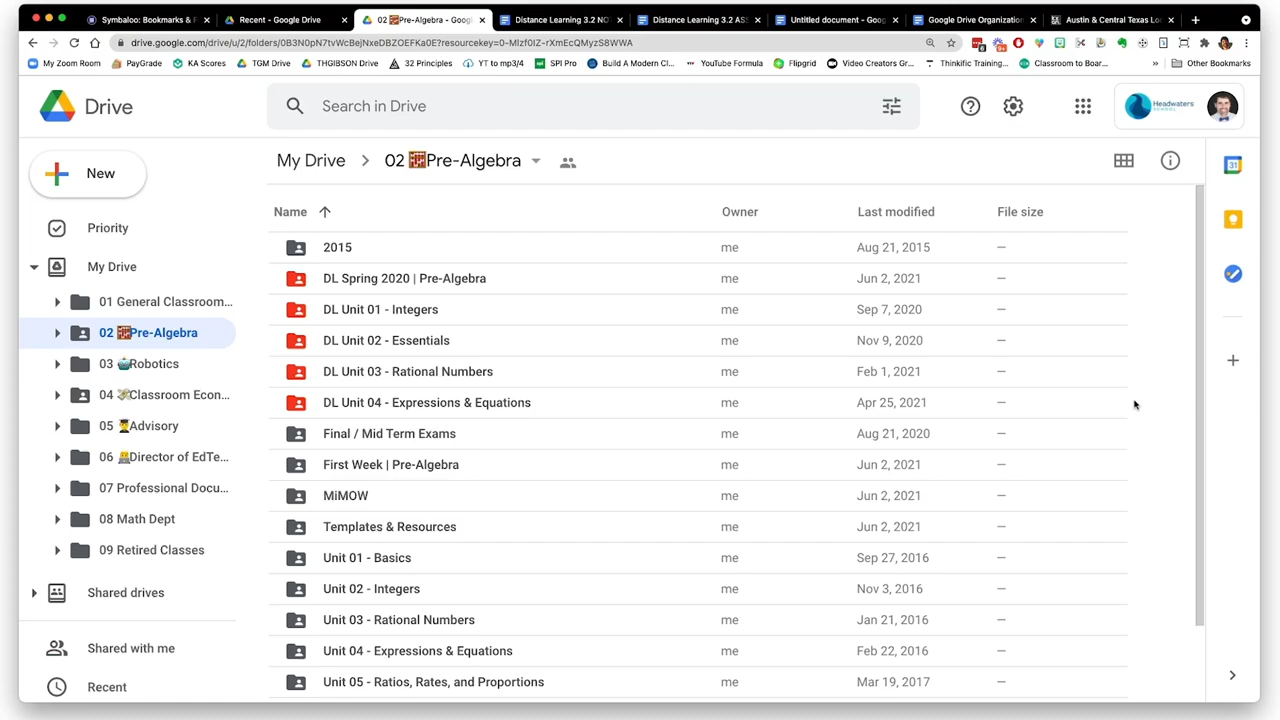 Symbaloo: Bookmarks & F
Recent - Google Drive
02 🧮Pre-Algebra - Googl
Distance Learning 3.2 NOT
Distance Learning 3.2 ASS
Untitled document - Goog
Google Drive Organization
Austin & Central Texas Loc
drive.google.com/drive/u/2/folders/0B3N0pN7tvWcBejNxeDBZOEFKa0E?resourcekey=0-MIzf0IZ-rXmEcQMyzS8WWA
My Zoom Room
PayGrade
KA Scores
TGM Drive
THGIBSON Drive
32 Principles
YT to mp3/4
SPI Pro
Build A Modern Cl...
YouTube Formula
Flipgrid
Video Creators Gr...
Thinkific Training...
Classroom to Boar...
»
Other Bookmarks
Drive
Search in Drive
Headwaters
SCHOOL
New
My Drive > 02 🧮Pre-Algebra
Priority
My Drive
01 General Classroom...
02 🧮Pre-Algebra
03 🤖Robotics
04 💸Classroom Econ...
05 👨‍🎓Advisory
06 👨‍💻Director of EdTe...
07 Professional Docu...
08 Math Dept
09 Retired Classes
Shared drives
Shared with me
Recent
Name Owner Last modified File size
2015 me Aug 21, 2015 —
DL Spring 2020 | Pre-Algebra me Jun 2, 2021 —
DL Unit 01 - Integers me Sep 7, 2020 —
DL Unit 02 - Essentials me Nov 9, 2020 —
DL Unit 03 - Rational Numbers me Feb 1, 2021 —
DL Unit 04 - Expressions & Equations me Apr 25, 2021 —
Final / Mid Term Exams me Aug 21, 2020 —
First Week | Pre-Algebra me Jun 2, 2021 —
MiMOW me Jun 2, 2021 —
Templates & Resources me Jun 2, 2021 —
Unit 01 - Basics me Sep 27, 2016 —
Unit 02 - Integers me Nov 3, 2016 —
Unit 03 - Rational Numbers me Jan 21, 2016 —
Unit 04 - Expressions & Equations me Feb 22, 2016 —
Unit 05 - Ratios, Rates, and Proportions me Mar 19, 2017 —
31